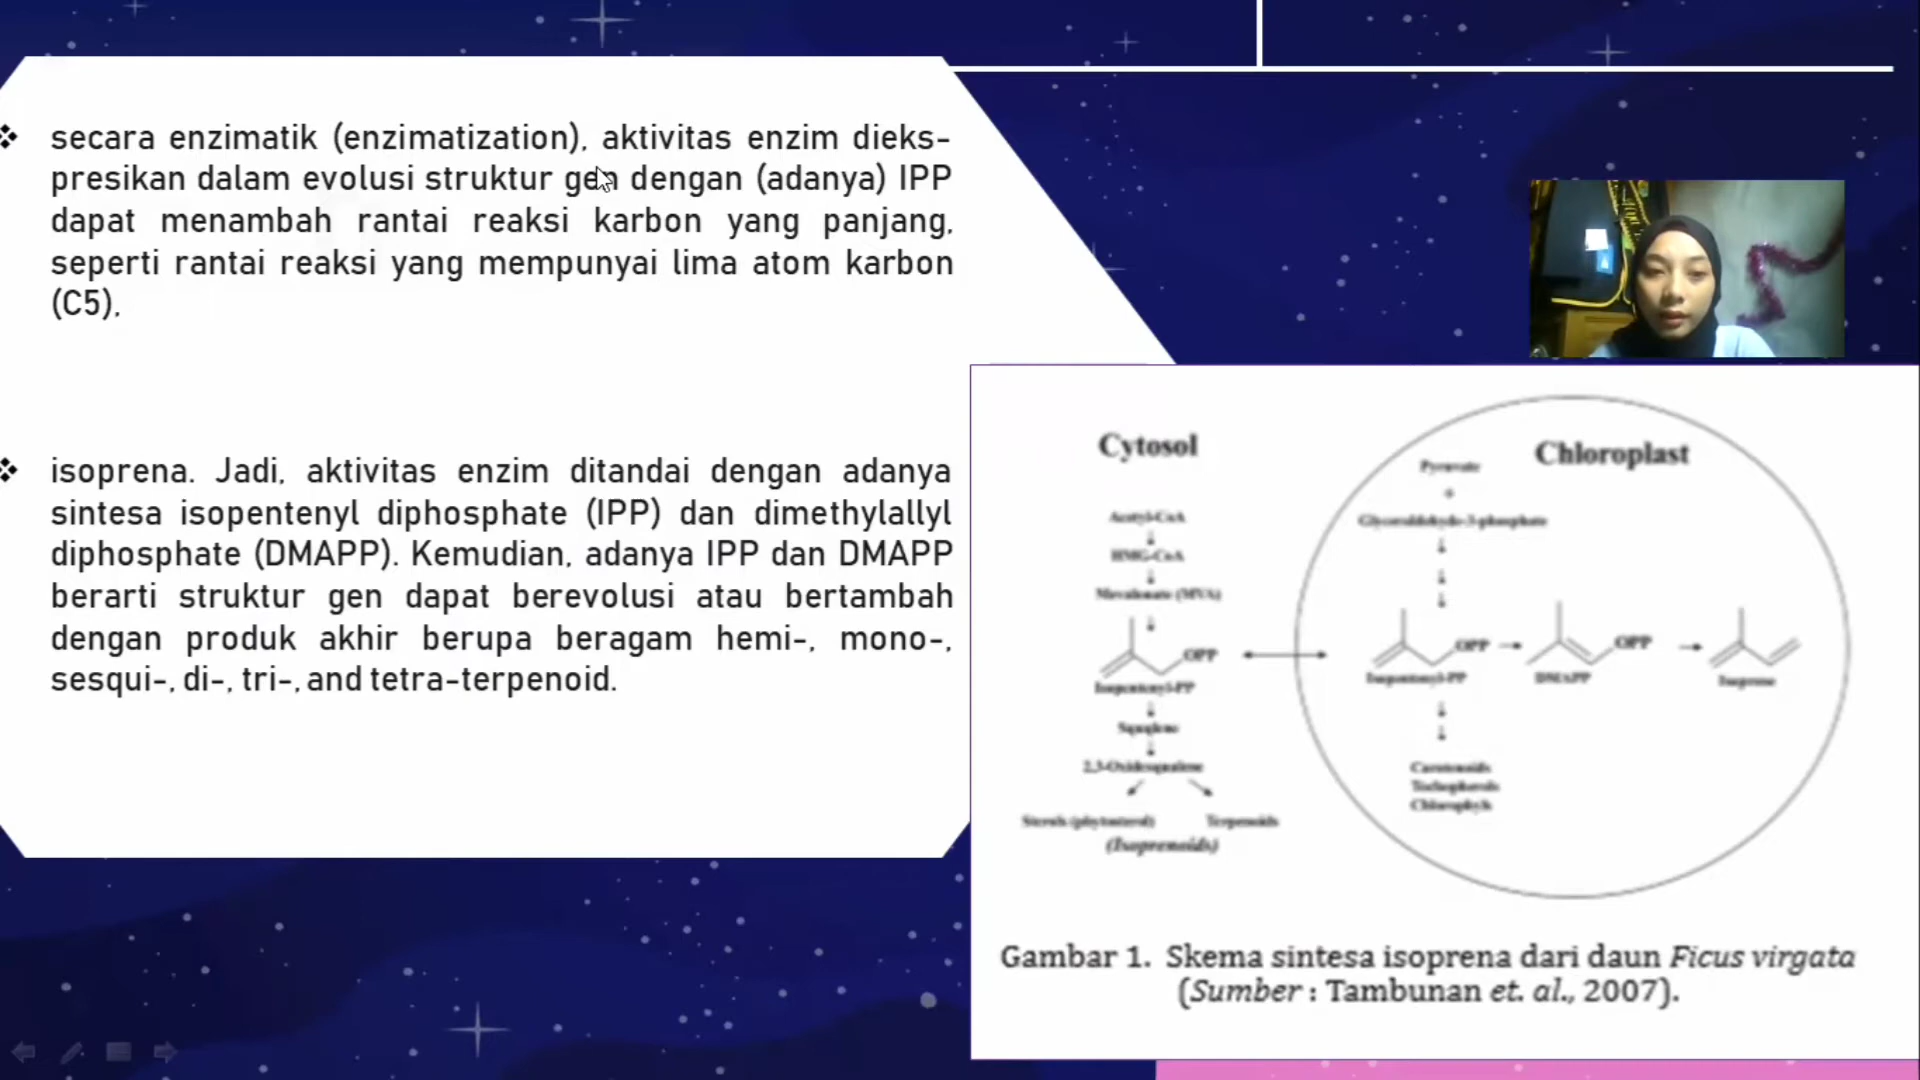 secara enzimatik (enzimatization), aktivitas enzim dieks-
presikan dalam evolusi struktur gen dengan (adanya) IPP
dapat menambah rantai reaksi karbon yang panjang,
seperti rantai reaksi yang mempunyai lima atom karbon
(C5),
isoprena. Jadi, aktivitas enzim ditandai dengan adanya
sintesa isopentenyl diphosphate (IPP) dan dimethylallyl
diphosphate (DMAPP). Kemudian, adanya IPP dan DMAPP
berarti struktur gen dapat berevolusi atau bertambah
dengan produk akhir berupa beragam hemi-, mono-,
sesqui-, di-, tri-, and tetra-terpenoid.
Cytosol
Acetyl-CoA
HMG-CoA
Mevalonate (MVA)
OPP
Isopentenyl-PP
Squalene
2,3-Oxidosqualene
Sterols (phytosterol) Terpenoids
(Isoprenoids)
Chloroplast
Pyruvate
+
Glyceraldehyde-3-phosphate
OPP
OPP
Isopentenyl-PP
DMAPP
Isoprene
Carotenoids
Tochopherols
Chlorophyls
Gambar 1. Skema sintesa isoprena dari daun Ficus virgata
(Sumber : Tambunan et. al., 2007).